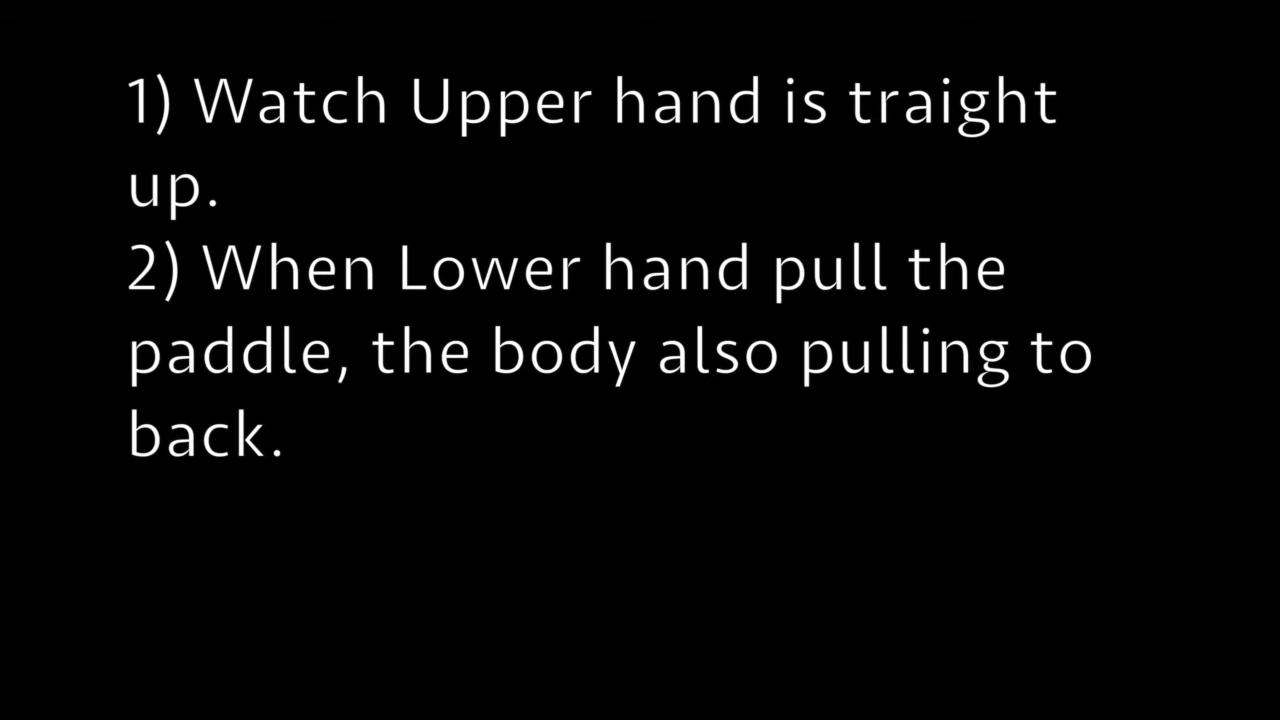 1) Watch Upper hand is traight
up.
2) When Lower hand pull the
paddle, the body also pulling to
back.